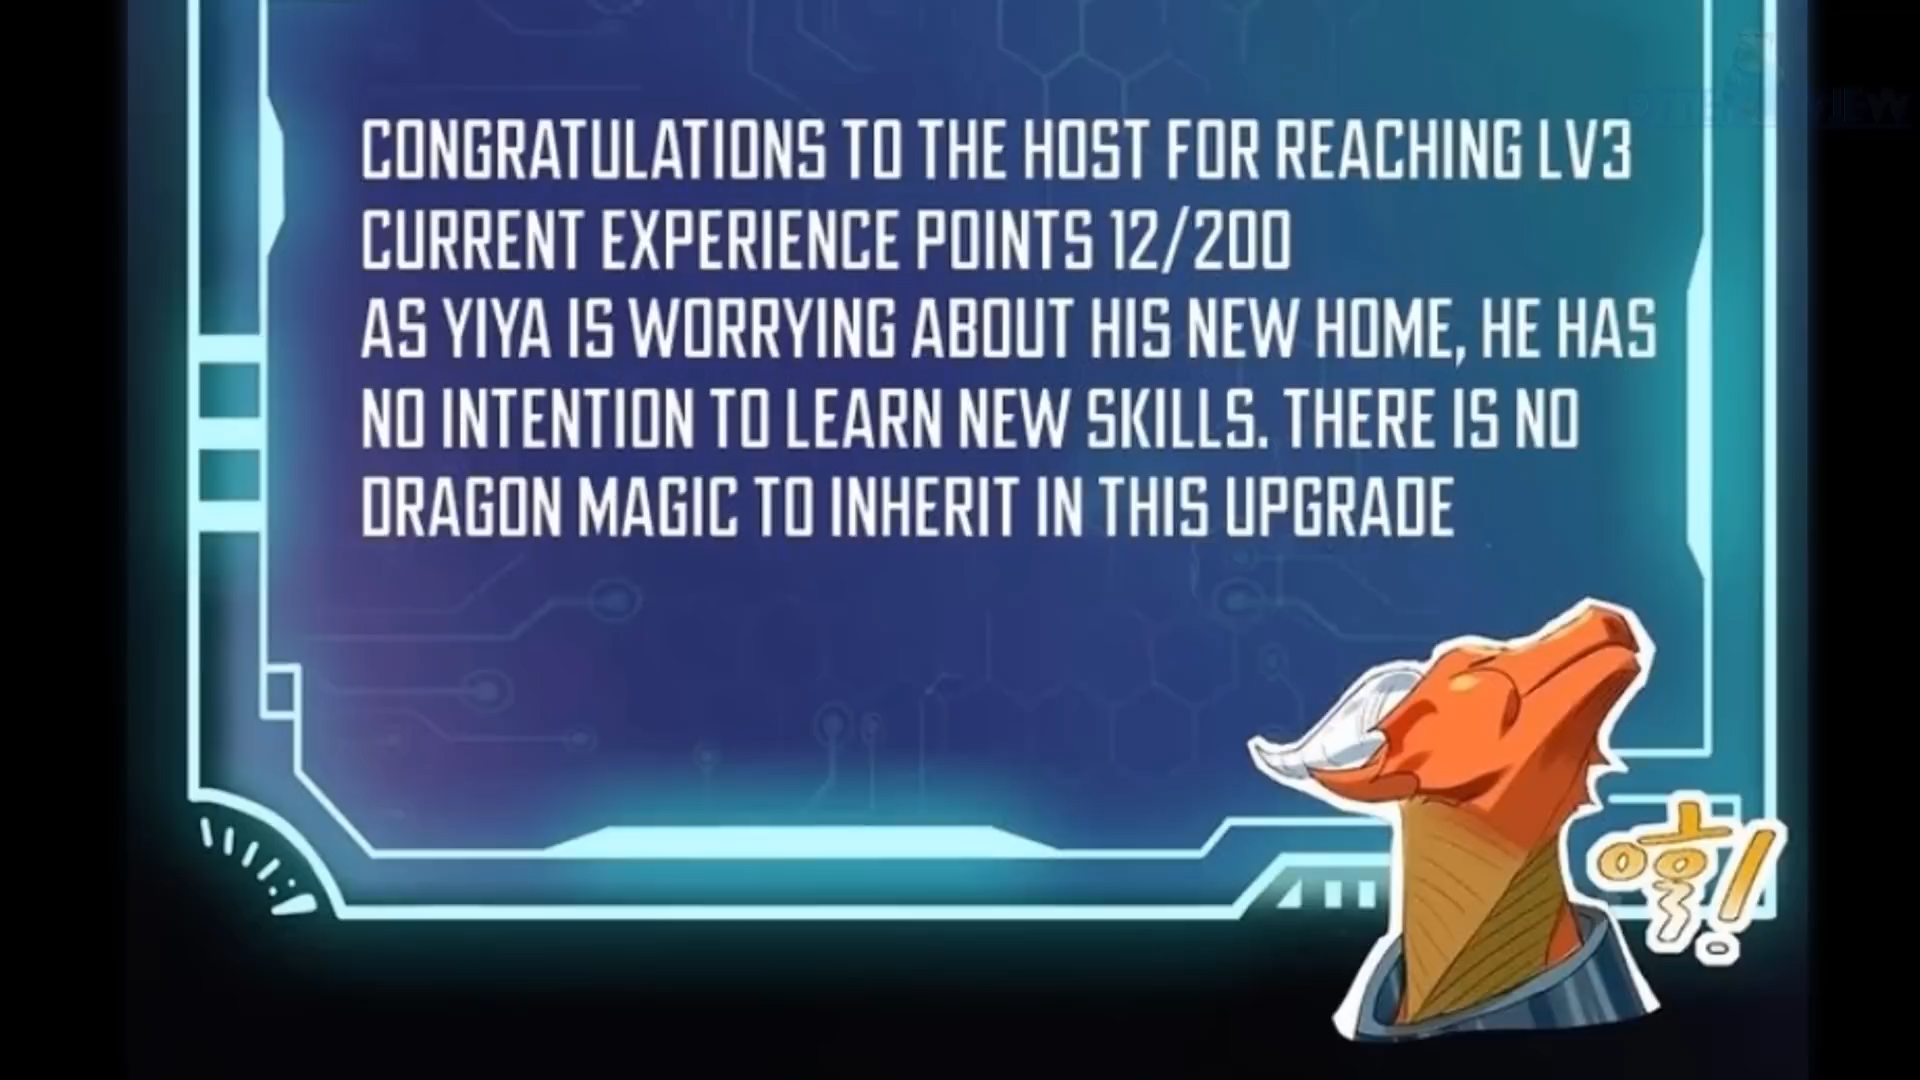 CONGRATULATIONS TO THE HOST FOR REACHING LV3
CURRENT EXPERIENCE POINTS 12/200
AS YIYA IS WORRYING ABOUT HIS NEW HOME, HE HAS
NO INTENTION TO LEARN NEW SKILLS. THERE IS NO
DRAGON MAGIC TO INHERIT IN THIS UPGRADE